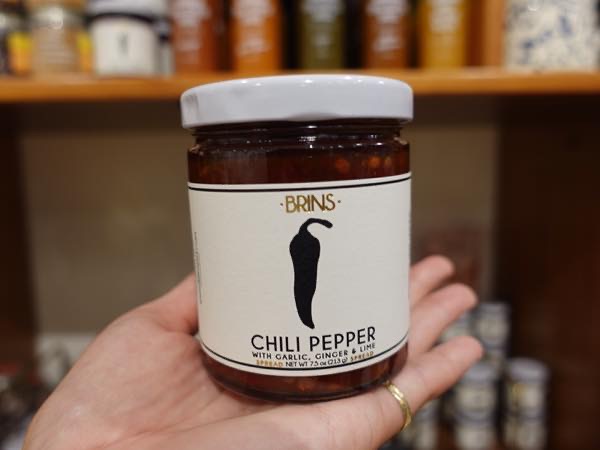 ·BRINS·
CHILI PEPPER
WITH GARLIC, GINGER & LIME
SPREAD NET WT 7.5 oz (213 g) SPREAD